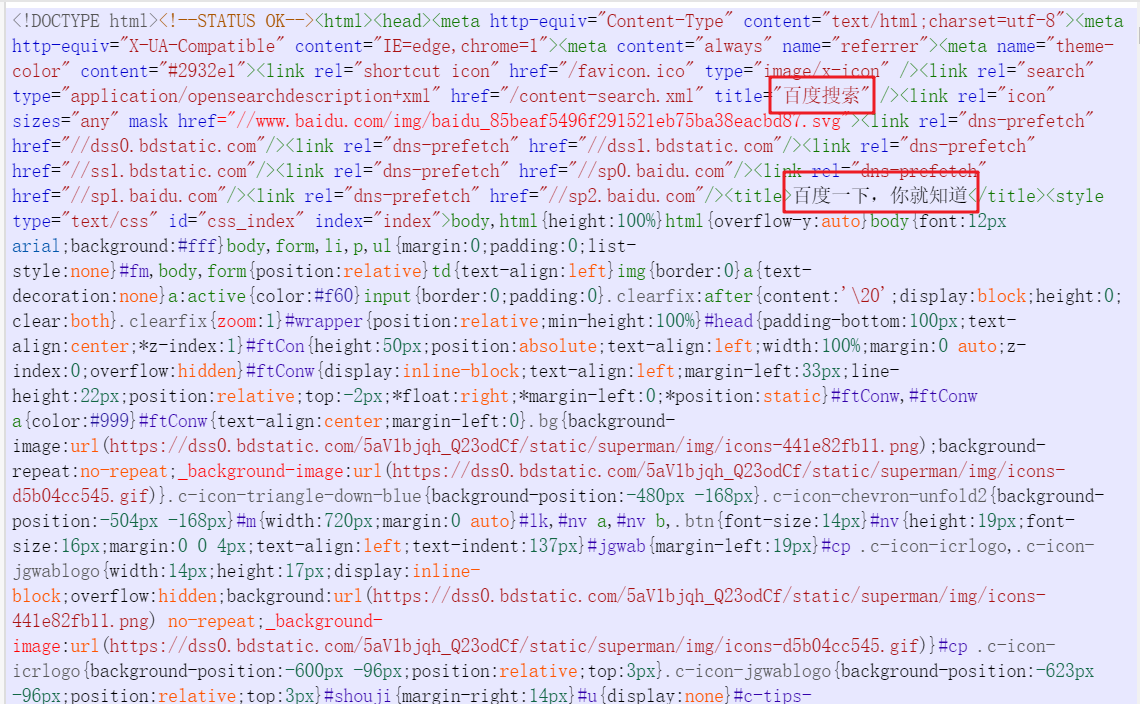 <!DOCTYPE html><!--STATUS OK--><html><head><meta http-equiv="Content-Type" content="text/html;charset=utf-8"><meta
http-equiv="X-UA-Compatible" content="IE=edge,chrome=1"><meta content="always" name="referrer"><meta name="theme-
color" content="#2932e1"><link rel="shortcut icon" href="/favicon.ico" type="image/x-icon" /><link rel="search"
type="application/opensearchdescription+xml" href="/content-search.xml" title="百度搜索" /><link rel="icon"
sizes="any" mask href="//www.baidu.com/img/baidu_85beaf5496f291521eb75ba38eacbd87.svg"><link rel="dns-prefetch"
href="//dss0.bdstatic.com"/><link rel="dns-prefetch" href="//dss1.bdstatic.com"/><link rel="dns-prefetch"
href="//ss1.bdstatic.com"/><link rel="dns-prefetch" href="//sp0.baidu.com"/><link rel="dns-prefetch"
href="//sp1.baidu.com"/><link rel="dns-prefetch" href="//sp2.baidu.com"/><title>百度一下，你就知道</title><style
type="text/css" id="css_index" index="index">body,html{height:100%}html{overflow-y:auto}body{font:12px
arial;background:#fff}body,form,li,p,ul{margin:0;padding:0;list-
style:none}#fm,body,form{position:relative}td{text-align:left}img{border:0}a{text-
decoration:none}a:active{color:#f60}input{border:0;padding:0}.clearfix:after{content:'\20';display:block;height:0;
clear:both}.clearfix{zoom:1}#wrapper{position:relative;min-height:100%}#head{padding-bottom:100px;text-
align:center;*z-index:1}#ftCon{height:50px;position:absolute;text-align:left;width:100%;margin:0 auto;z-
index:0;overflow:hidden}#ftConw{display:inline-block;text-align:left;margin-left:33px;line-
height:22px;position:relative;top:-2px;*float:right;*margin-left:0;*position:static}#ftConw,#ftConw
a{color:#999}#ftConw{text-align:center;margin-left:0}.bg{background-
image:url(https://dss0.bdstatic.com/5aV1bjqh_Q23odCf/static/superman/img/icons-441e82fb11.png);background-
repeat:no-repeat;_background-image:url(https://dss0.bdstatic.com/5aV1bjqh_Q23odCf/static/superman/img/icons-
d5b04cc545.gif)}.c-icon-triangle-down-blue{background-position:-480px -168px}.c-icon-chevron-unfold2{background-
position:-504px -168px}#m{width:720px;margin:0 auto}#lk,#nv a,#nv b,.btn{font-size:14px}#nv{height:19px;font-
size:16px;margin:0 0 4px;text-align:left;text-indent:137px}#jgwab{margin-left:19px}#cp .c-icon-icrlogo,.c-icon-
jgwablogo{width:14px;height:17px;display:inline-
block;overflow:hidden;background:url(https://dss0.bdstatic.com/5aV1bjqh_Q23odCf/static/superman/img/icons-
441e82fb11.png) no-repeat;_background-
image:url(https://dss0.bdstatic.com/5aV1bjqh_Q23odCf/static/superman/img/icons-d5b04cc545.gif)}#cp .c-icon-
icrlogo{background-position:-600px -96px;position:relative;top:3px}.c-icon-jgwablogo{background-position:-623px
-96px;position:relative;top:3px}#shouji{margin-right:14px}#u{display:none}#c-tips-